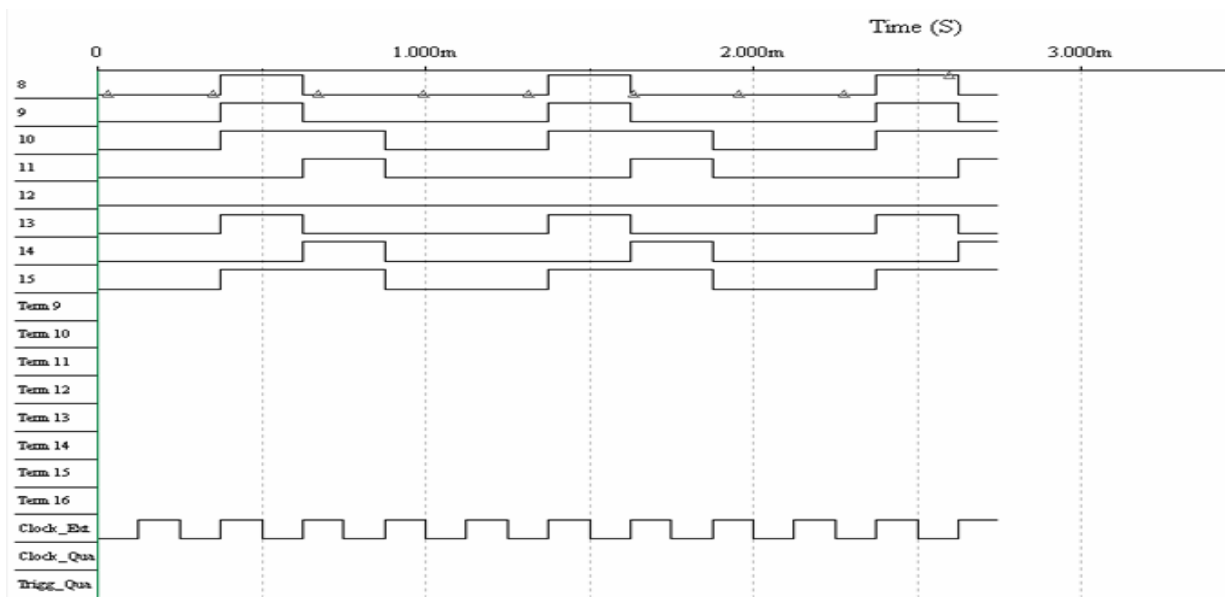 Time (S)
0 1.000m 2.000m 3.000m
8
9
10
11
12
13
14
15
Term 9
Term 10
Term 11
Term 12
Term 13
Term 14
Term 15
Term 16
Clock_Ext
Clock_Qua
Trigg_Qua